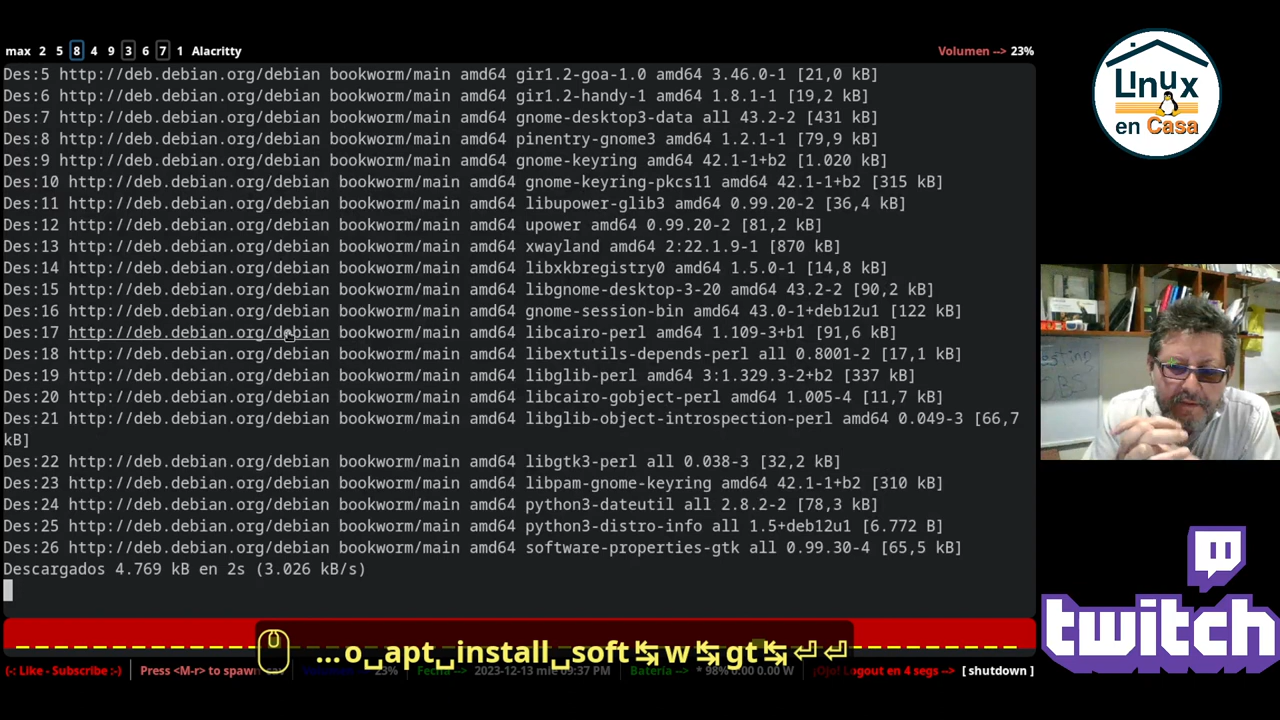 max 2 5 8 4 9 3 6 7 1 Alacritty
Volumen --> 23%
Des:5 http://deb.debian.org/debian bookworm/main amd64 gir1.2-goa-1.0 amd64 3.46.0-1 [21,0 kB]
Des:6 http://deb.debian.org/debian bookworm/main amd64 gir1.2-handy-1 amd64 1.8.1-1 [19,2 kB]
Des:7 http://deb.debian.org/debian bookworm/main amd64 gnome-desktop3-data all 43.2-2 [431 kB]
Des:8 http://deb.debian.org/debian bookworm/main amd64 pinentry-gnome3 amd64 1.2.1-1 [79,9 kB]
Des:9 http://deb.debian.org/debian bookworm/main amd64 gnome-keyring amd64 42.1-1+b2 [1.020 kB]
Des:10 http://deb.debian.org/debian bookworm/main amd64 gnome-keyring-pkcs11 amd64 42.1-1+b2 [315 kB]
Des:11 http://deb.debian.org/debian bookworm/main amd64 libupower-glib3 amd64 0.99.20-2 [36,4 kB]
Des:12 http://deb.debian.org/debian bookworm/main amd64 upower amd64 0.99.20-2 [81,2 kB]
Des:13 http://deb.debian.org/debian bookworm/main amd64 xwayland amd64 2:22.1.9-1 [870 kB]
Des:14 http://deb.debian.org/debian bookworm/main amd64 libxkbregistry0 amd64 1.5.0-1 [14,8 kB]
Des:15 http://deb.debian.org/debian bookworm/main amd64 libgnome-desktop-3-20 amd64 43.2-2 [90,2 kB]
Des:16 http://deb.debian.org/debian bookworm/main amd64 gnome-session-bin amd64 43.0-1+deb12u1 [122 kB]
Des:17 http://deb.debian.org/debian bookworm/main amd64 libcairo-perl amd64 1.109-3+b1 [91,6 kB]
Des:18 http://deb.debian.org/debian bookworm/main amd64 libextutils-depends-perl all 0.8001-2 [17,1 kB]
Des:19 http://deb.debian.org/debian bookworm/main amd64 libglib-perl amd64 3:1.329.3-2+b2 [337 kB]
Des:20 http://deb.debian.org/debian bookworm/main amd64 libcairo-gobject-perl amd64 1.005-4 [11,7 kB]
Des:21 http://deb.debian.org/debian bookworm/main amd64 libglib-object-introspection-perl amd64 0.049-3 [66,7
kB]
Des:22 http://deb.debian.org/debian bookworm/main amd64 libgtk3-perl all 0.038-3 [32,2 kB]
Des:23 http://deb.debian.org/debian bookworm/main amd64 libpam-gnome-keyring amd64 42.1-1+b2 [310 kB]
Des:24 http://deb.debian.org/debian bookworm/main amd64 python3-dateutil all 2.8.2-2 [78,3 kB]
Des:25 http://deb.debian.org/debian bookworm/main amd64 python3-distro-info all 1.5+deb12u1 [6.772 B]
Des:26 http://deb.debian.org/debian bookworm/main amd64 software-properties-gtk all 0.99.30-4 [65,5 kB]
Descargados 4.769 kB en 2s (3.026 kB/s)
…o␣apt␣install␣soft↹w↹gt↹⏎⏎
(-: Like - Subscribe :-) Press <M-r> to spawn 23% Fecha --> 2023-12-13 mié 09:37 PM Batería --> * 98% 0:00 0.00 W ¡Ojo! Logout en 4 segs --> [ shutdown ]
LInux
en Casa
Testing
OBS
twitch